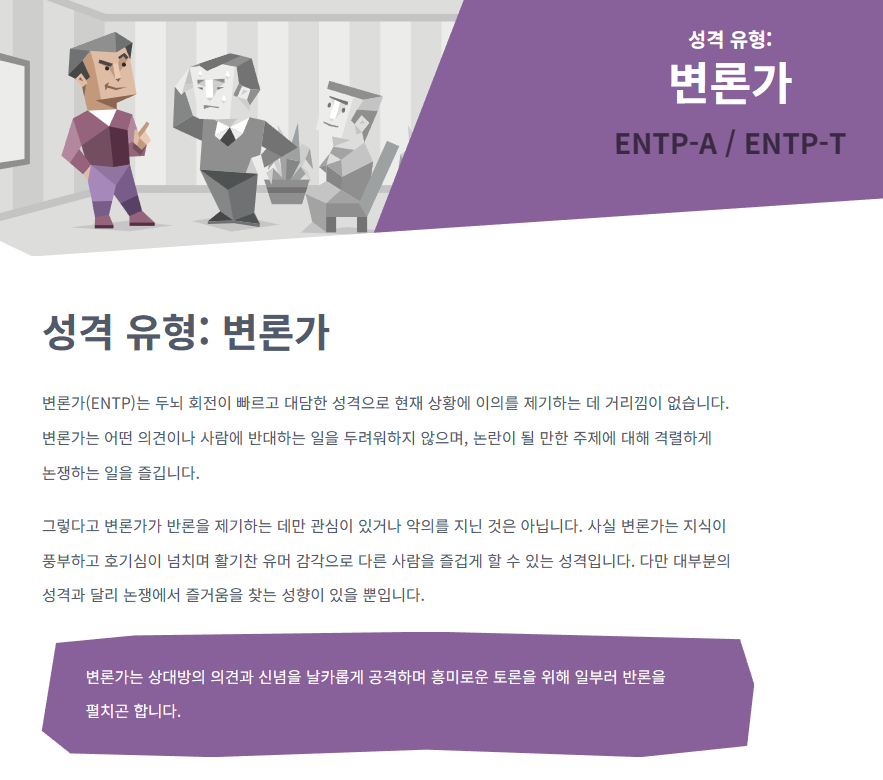 성격 유형:
변론가
ENTP-A / ENTP-T
성격 유형: 변론가
변론가(ENTP)는 두뇌 회전이 빠르고 대담한 성격으로 현재 상황에 이의를 제기하는 데 거리낌이 없습니다.
변론가는 어떤 의견이나 사람에 반대하는 일을 두려워하지 않으며, 논란이 될 만한 주제에 대해 격렬하게
논쟁하는 일을 즐깁니다.
그렇다고 변론가가 반론을 제기하는 데만 관심이 있거나 악의를 지닌 것은 아닙니다. 사실 변론가는 지식이
풍부하고 호기심이 넘치며 활기찬 유머 감각으로 다른 사람을 즐겁게 할 수 있는 성격입니다. 다만 대부분의
성격과 달리 논쟁에서 즐거움을 찾는 성향이 있을 뿐입니다.
변론가는 상대방의 의견과 신념을 날카롭게 공격하며 흥미로운 토론을 위해 일부러 반론을
펼치곤 합니다.